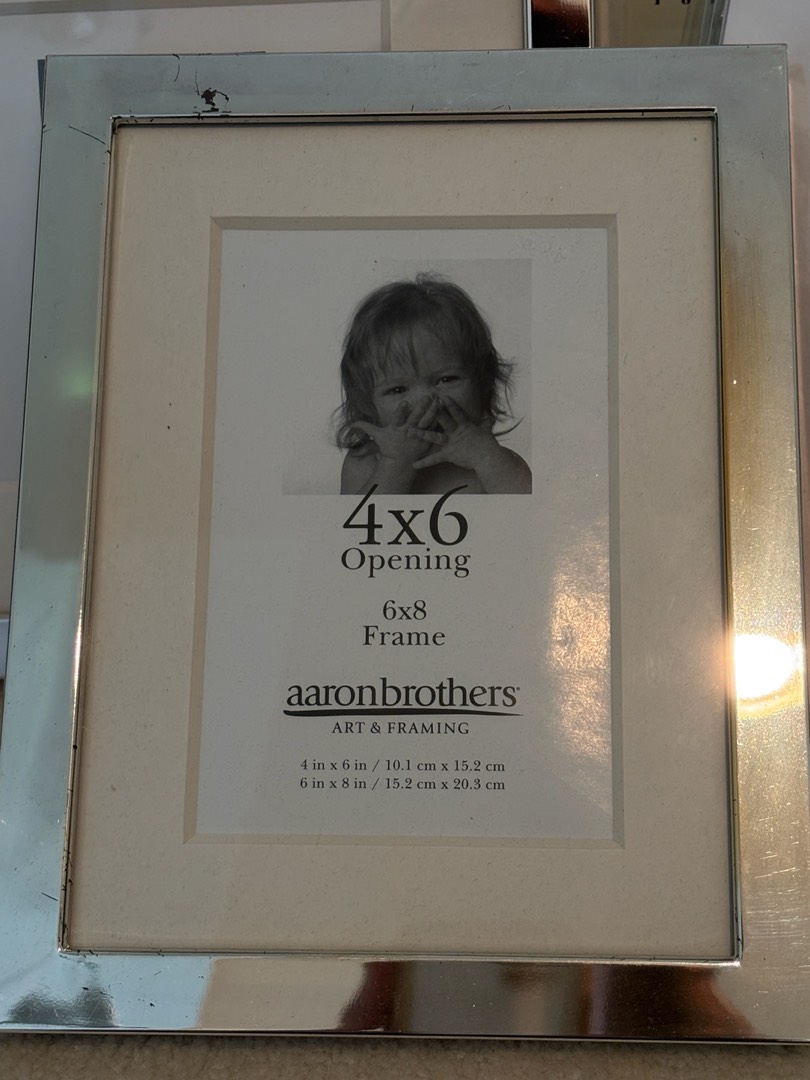 4x6
Opening
6x8
Frame
aaronbrothers®
ART & FRAMING
4 in x 6 in / 10.1 cm x 15.2 cm
6 in x 8 in / 15.2 cm x 20.3 cm